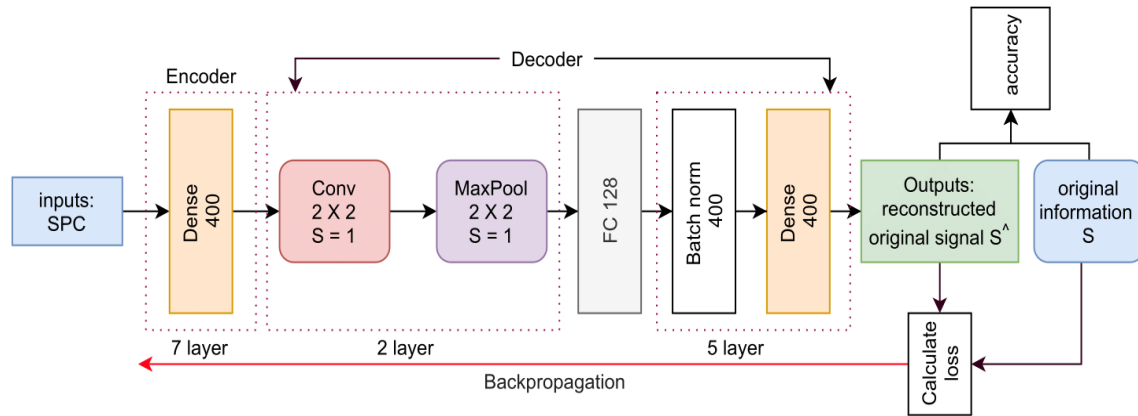 Encoder
Decoder
accuracy
inputs:
SPC
Dense
400
Conv
2 X 2
S = 1
MaxPool
2 X 2
S = 1
FC 128
Batch norm
400
Dense
400
Outputs:
reconstructed
original signal S^
original
information
S
7 layer
2 layer
5 layer
Calculate
loss
Backpropagation